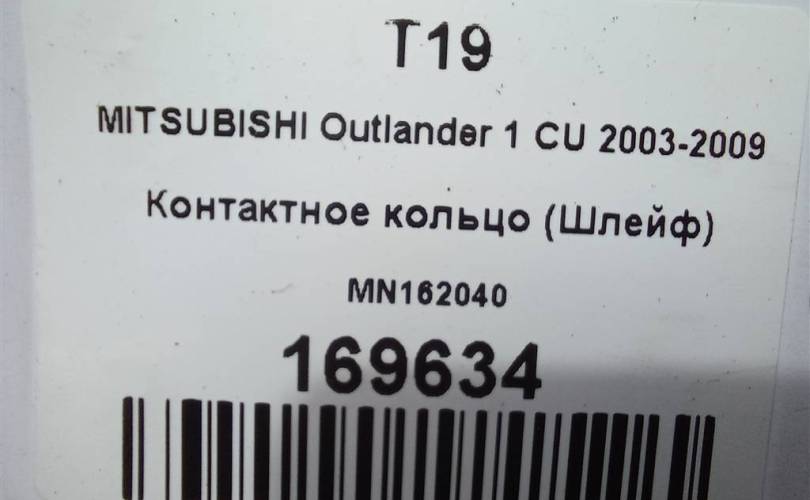 T19
MITSUBISHI Outlander 1 CU 2003-2009
Контактное кольцо (Шлейф)
MN162040
169634